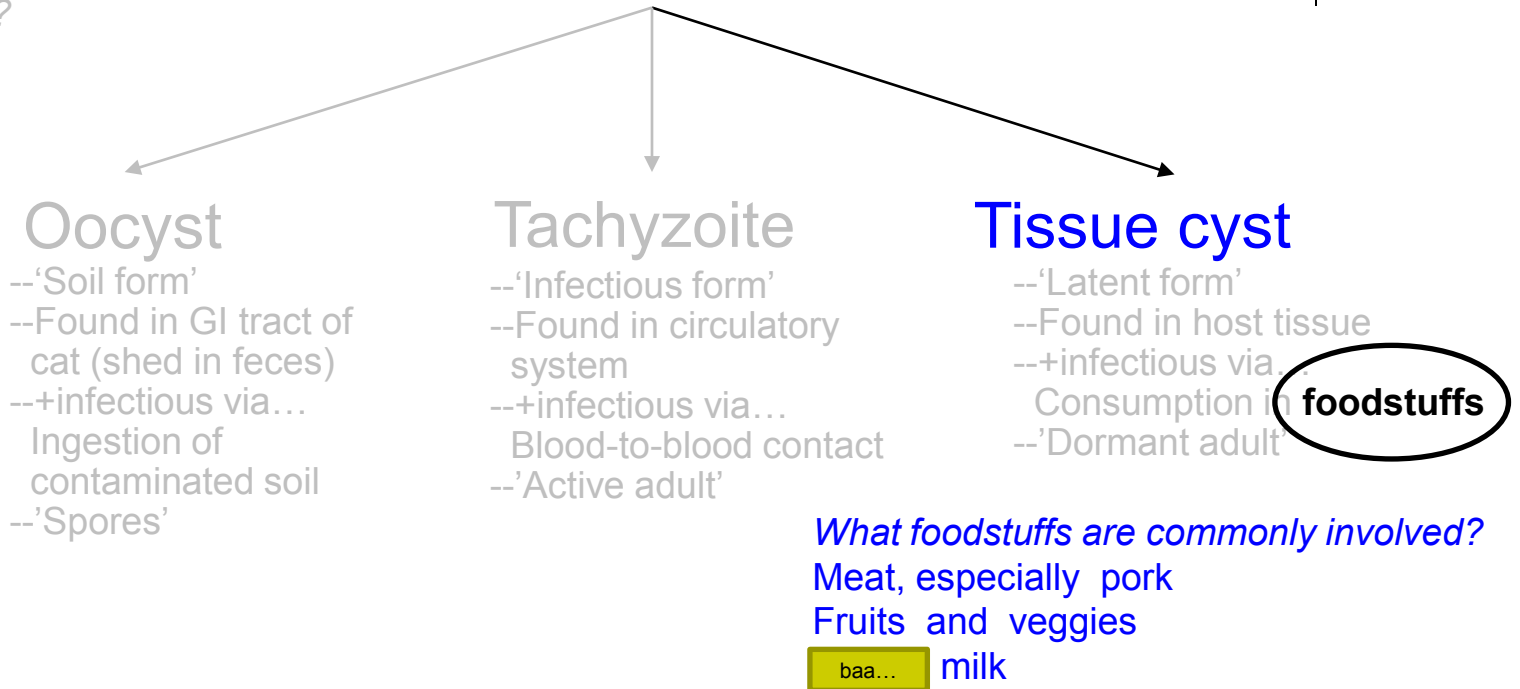 ?
Oocyst
--‘Soil form’
--Found in GI tract of
cat (shed in feces)
--+infectious via…
Ingestion of
contaminated soil
--’Spores’
Tachyzoite
--‘Infectious form’
--Found in circulatory
system
--+infectious via…
Blood-to-blood contact
--’Active adult’
Tissue cyst
--‘Latent form’
--Found in host tissue
--+infectious via…
Consumption in foodstuffs
--’Dormant adult’
What foodstuffs are commonly involved?
Meat, especially pork
Fruits and veggies
baa… milk